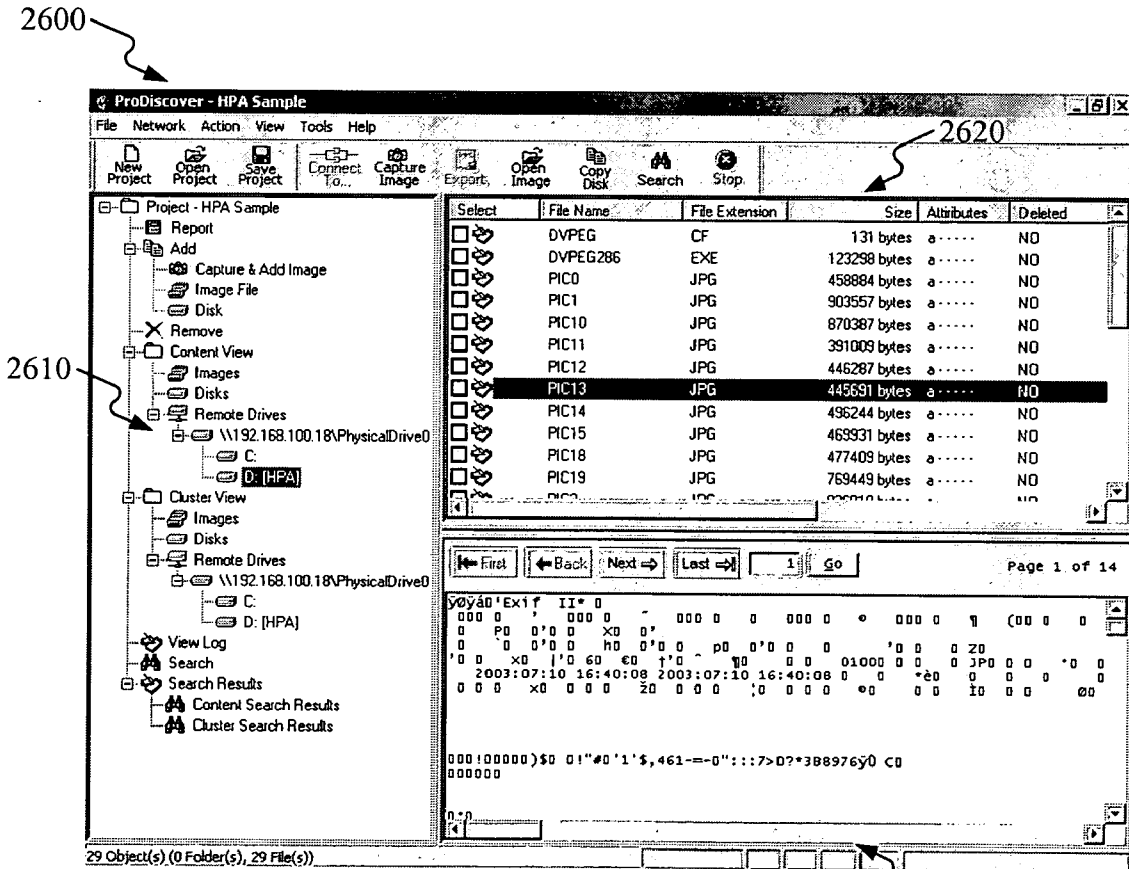 2600
ProDiscover - HPA Sample
File Network Action View Tools Help
2620
New Project
Open Project
Save Project
Connect To...
Capture Image
Export
Open Image
Copy Disk
Search
Stop
Project - HPA Sample
Report
Add
Capture & Add Image
Image File
Disk
Remove
Content View
Images
Disks
2610
Remote Drives
\\192.168.100.18\PhysicalDrive0
C:
D: [HPA]
Cluster View
Images
Disks
Remote Drives
\\192.168.100.18\PhysicalDrive0
C:
D: [HPA]
View Log
Search
Search Results
Content Search Results
Cluster Search Results
Select File Name File Extension Size Attributes Deleted
DVPEG CF 131 bytes a····· NO
DVPEG286 EXE 123298 bytes a····· NO
PIC0 JPG 458884 bytes a····· NO
PIC1 JPG 903557 bytes a····· NO
PIC10 JPG 870387 bytes a····· NO
PIC11 JPG 391009 bytes a····· NO
PIC12 JPG 446287 bytes a····· NO
PIC13 JPG 445691 bytes a····· NO
PIC14 JPG 496244 bytes a····· NO
PIC15 JPG 469931 bytes a····· NO
PIC18 JPG 477409 bytes a····· NO
PIC19 JPG 769449 bytes a····· NO
First Back Next Last 1 Go Page 1 of 14
Exif II*
2003:07:10 16:40:08 2003:07:10 16:40:08
29 Object(s) (0 Folder(s), 29 File(s))